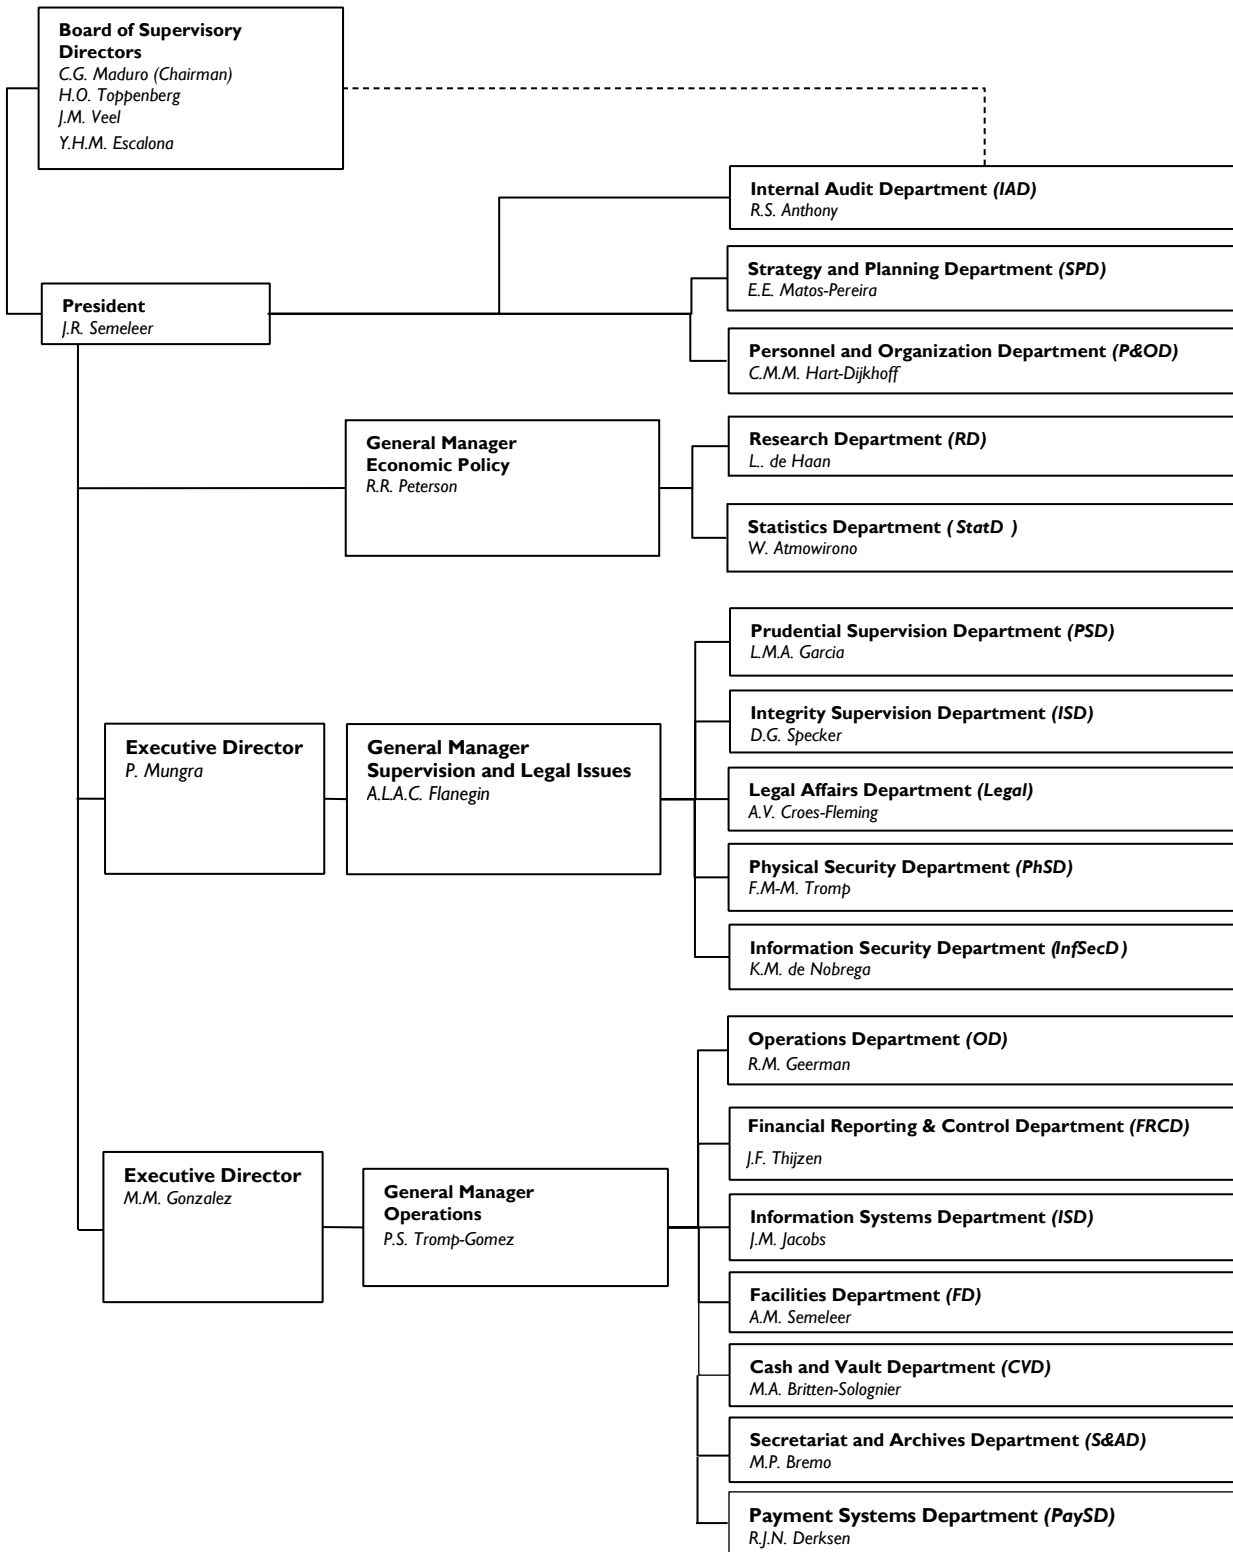 Board of Supervisory
Directors
C.G. Maduro (Chairman)
H.O. Toppenberg
J.M. Veel
Y.H.M. Escalona
Internal Audit Department (IAD)
R.S. Anthony
Strategy and Planning Department (SPD)
E.E. Matos-Pereira
President
J.R. Semeleer
Personnel and Organization Department (P&OD)
C.M.M. Hart-Dijkhoff
General Manager
Economic Policy
R.R. Peterson
Research Department (RD)
L.. de Haan
Statistics Department ( StatD )
W. Atmowirono
Prudential Supervision Department (PSD)
L.M.A. Garcia
Integrity Supervision Department (ISD)
D.G. Specker
Executive Director
P. Mungra
General Manager
Supervision and Legal Issues
A.L.A.C. Flanegin
Legal Affairs Department (Legal)
A.V. Croes-Fleming
Physical Security Department (PhSD)
F.M-M. Tromp
Information Security Department (InfSecD)
K.M. de Nobrega
Operations Department (OD)
R.M. Geerman
Financial Reporting & Control Department (FRCD)
J.F. Thijzen
Executive Director
M.M. Gonzalez
General Manager
Operations
P.S. Tromp-Gomez
Information Systems Department (ISD)
J.M. Jacobs
Facilities Department (FD)
A.M. Semeleer
Cash and Vault Department (CVD)
M.A. Britten-Solognier
Secretariat and Archives Department (S&AD)
M.P. Bremo
Payment Systems Department (PaySD)
R.J.N. Derksen